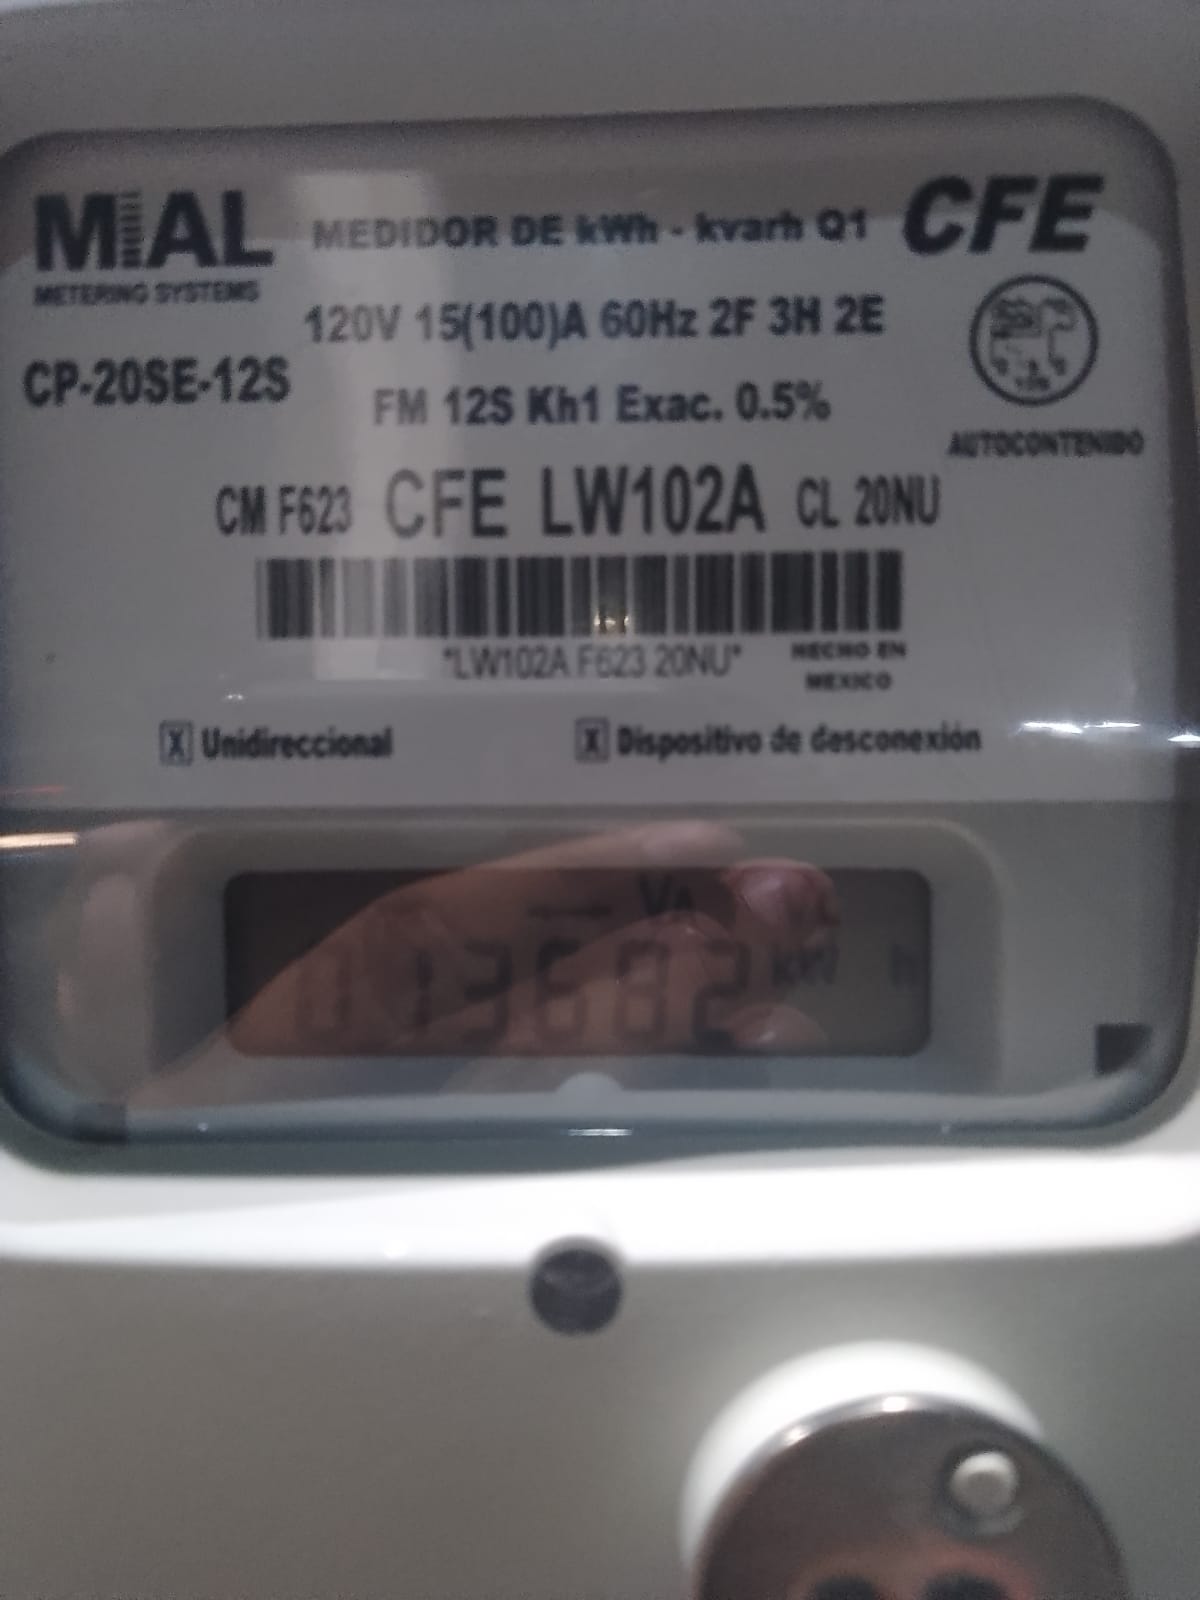 MIAL
METERING SYSTEMS
MEDIDOR DE kWh - kvarh Q1
CFE
120V 15(100)A 60Hz 2F 3H 2E
CP-20SE-12S
FM 12S Kh1 Exac. 0.5%
AUTOCONTENIDO
CM F623 CFE LW102A CL 20NU
*LW102A F623 20NU*
HECHO EN
MEXICO
X Unidireccional
X Dispositivo de desconexión
kW h